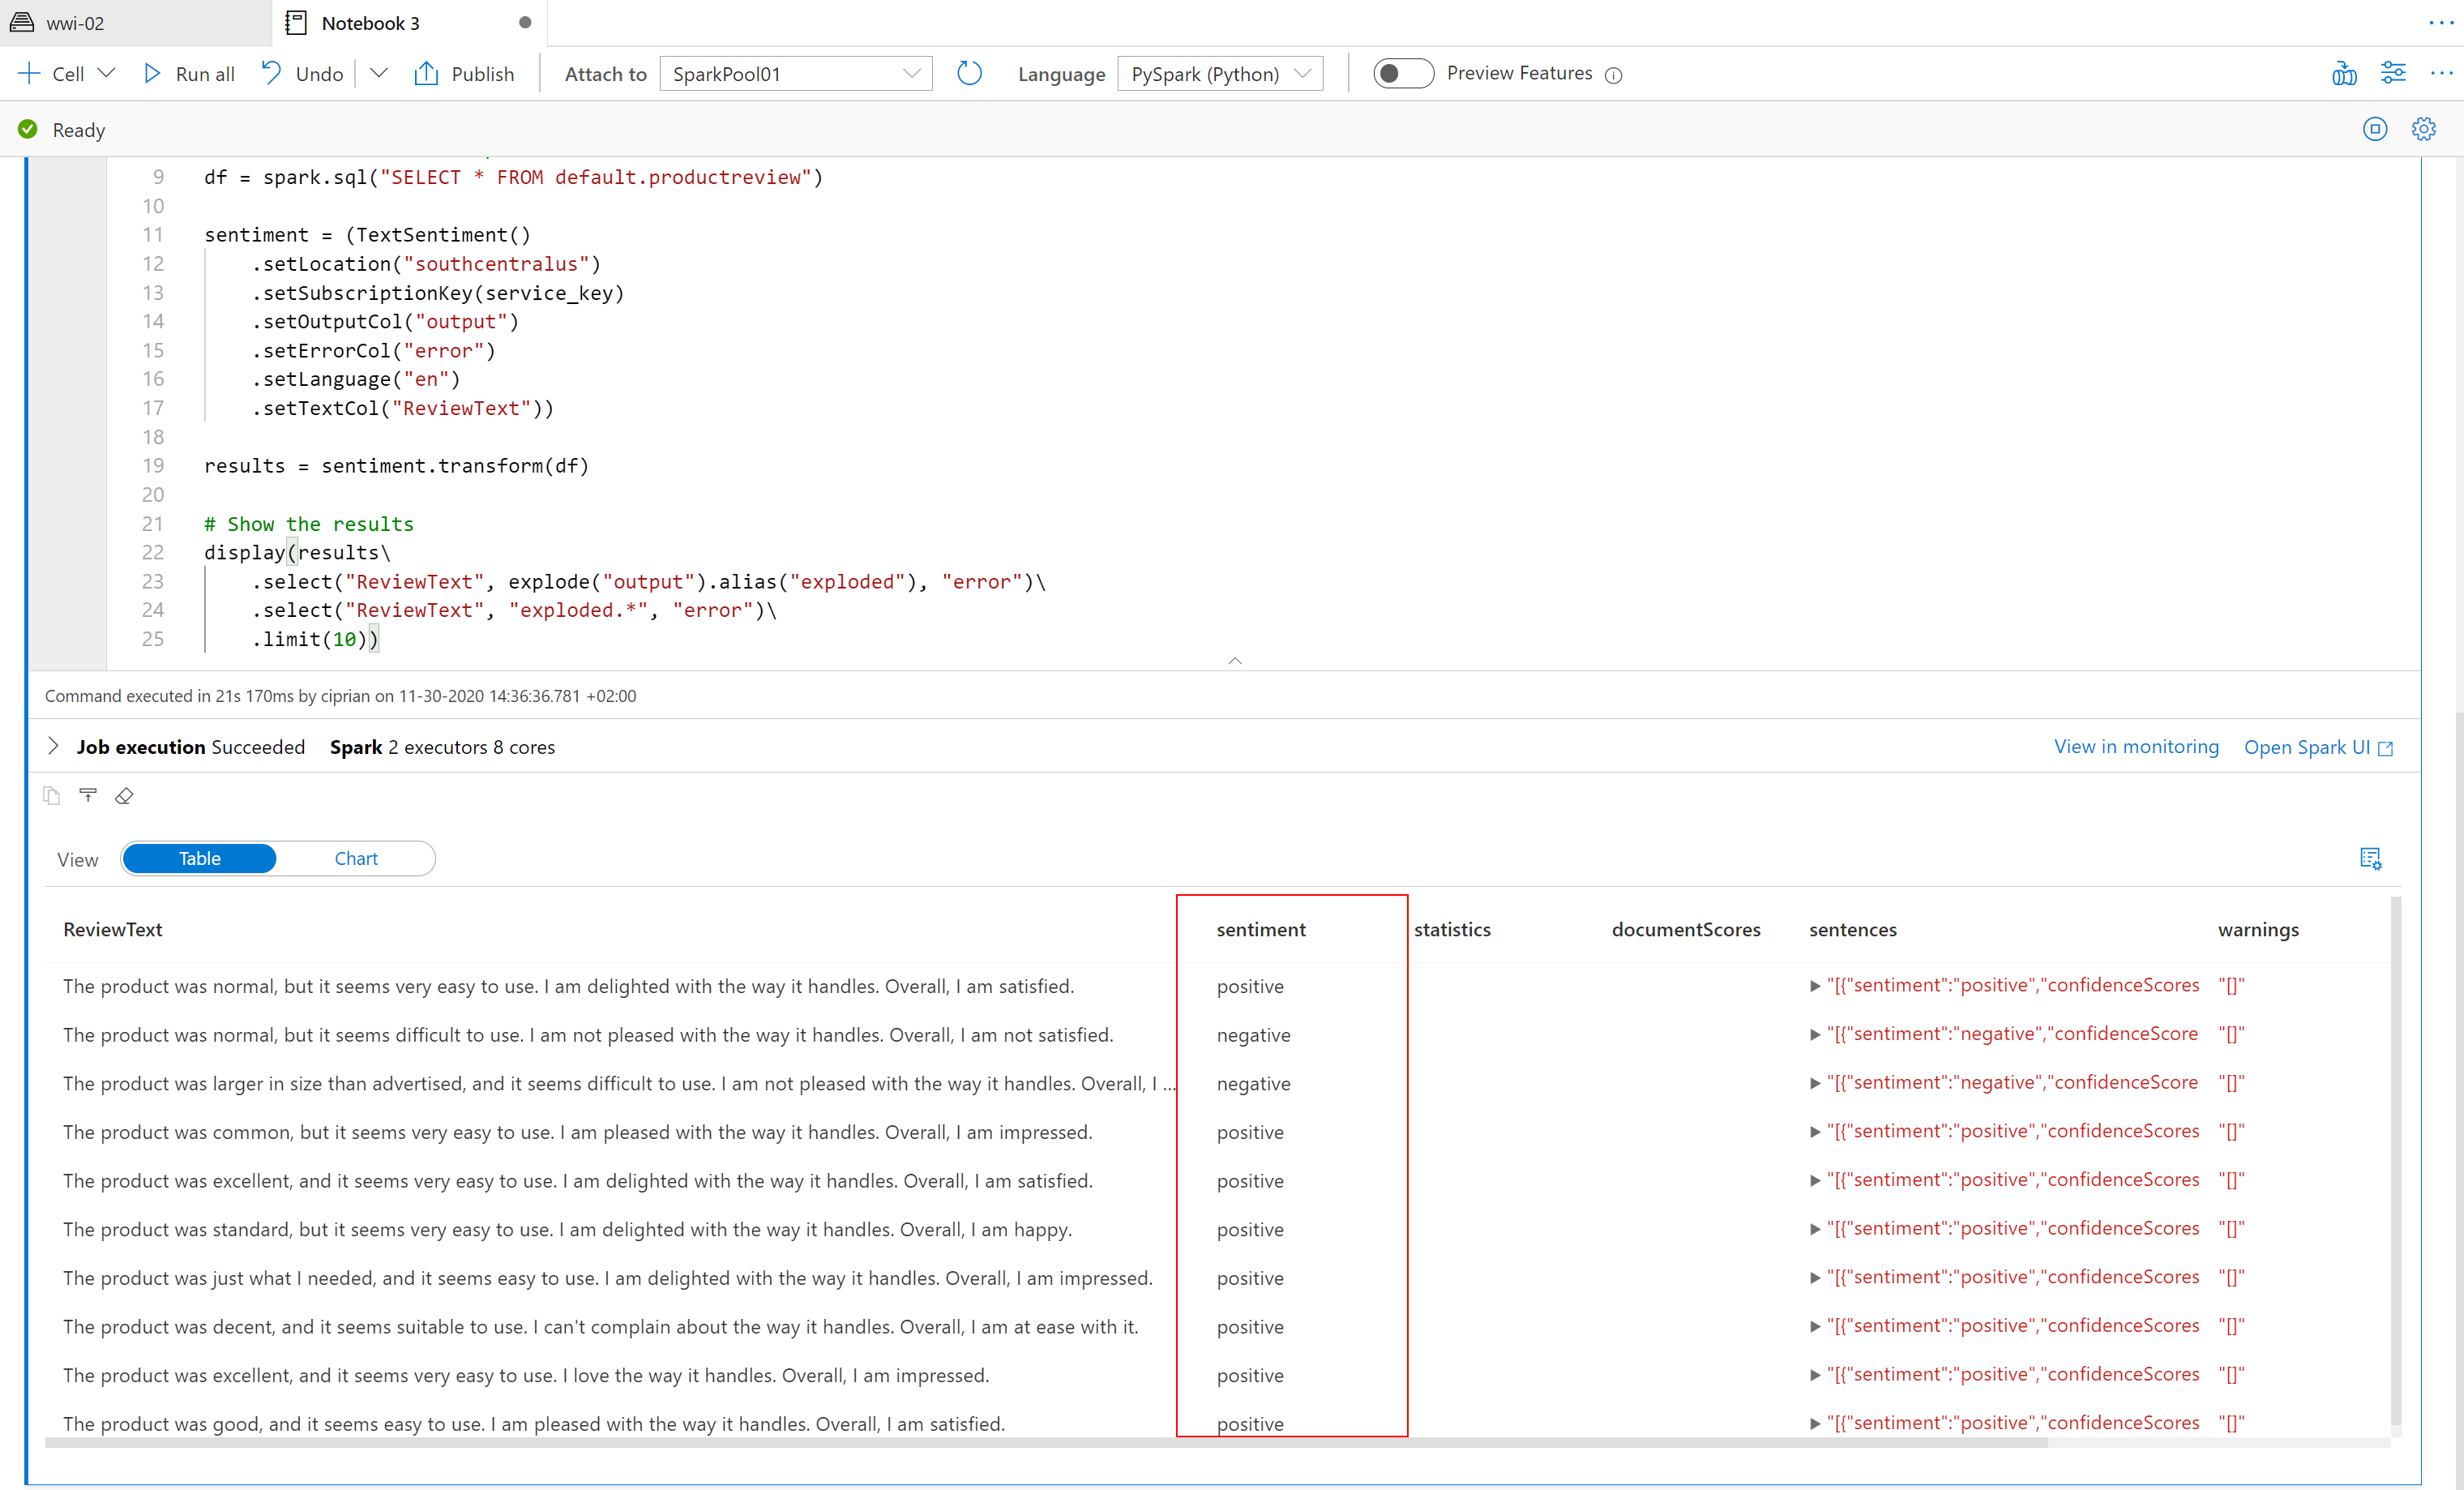 wwi-02
Notebook 3
Cell
Run all
Undo
Publish
Attach to
SparkPool01
Language
PySpark (Python)
Preview Features
Ready
9 df = spark.sql("SELECT * FROM default.productreview")
10
11 sentiment = (TextSentiment()
12 .setLocation("southcentralus")
13 .setSubscriptionKey(service_key)
14 .setOutputCol("output")
15 .setErrorCol("error")
16 .setLanguage("en")
17 .setTextCol("ReviewText"))
18
19 results = sentiment.transform(df)
20
21 # Show the results
22 display(results\
23 .select("ReviewText", explode("output").alias("exploded"), "error")\
24 .select("ReviewText", "exploded.*", "error")\
25 .limit(10))
Command executed in 21s 170ms by ciprian on 11-30-2020 14:36:36.781 +02:00
Job execution Succeeded Spark 2 executors 8 cores
View in monitoring Open Spark UI
View Table Chart
ReviewText sentiment statistics documentScores sentences warnings
The product was normal, but it seems very easy to use. I am delighted with the way it handles. Overall, I am satisfied. positive "[{"sentiment":"positive","confidenceScores "[]"
The product was normal, but it seems difficult to use. I am not pleased with the way it handles. Overall, I am not satisfied. negative "[{"sentiment":"negative","confidenceScore "[]"
The product was larger in size than advertised, and it seems difficult to use. I am not pleased with the way it handles. Overall, I ... negative "[{"sentiment":"negative","confidenceScore "[]"
The product was common, but it seems very easy to use. I am pleased with the way it handles. Overall, I am impressed. positive "[{"sentiment":"positive","confidenceScores "[]"
The product was excellent, and it seems very easy to use. I am delighted with the way it handles. Overall, I am satisfied. positive "[{"sentiment":"positive","confidenceScores "[]"
The product was standard, but it seems very easy to use. I am delighted with the way it handles. Overall, I am happy. positive "[{"sentiment":"positive","confidenceScores "[]"
The product was just what I needed, and it seems easy to use. I am delighted with the way it handles. Overall, I am impressed. positive "[{"sentiment":"positive","confidenceScores "[]"
The product was decent, and it seems suitable to use. I can't complain about the way it handles. Overall, I am at ease with it. positive "[{"sentiment":"positive","confidenceScores "[]"
The product was excellent, and it seems very easy to use. I love the way it handles. Overall, I am impressed. positive "[{"sentiment":"positive","confidenceScores "[]"
The product was good, and it seems easy to use. I am pleased with the way it handles. Overall, I am satisfied. positive "[{"sentiment":"positive","confidenceScores "[]"